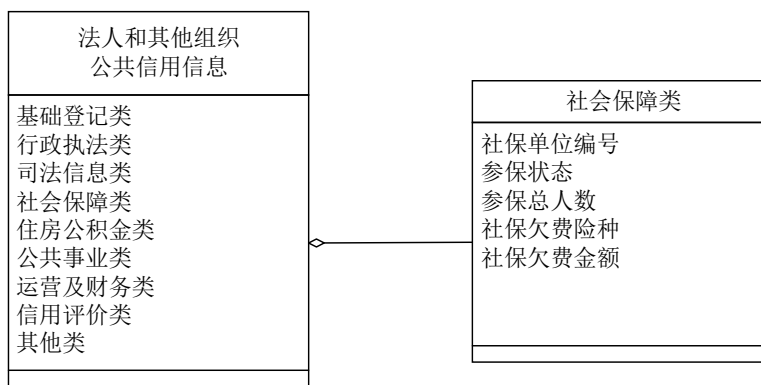 法人和其他组织
公共信用信息
基础登记类
行政执法类
司法信息类
社会保障类
住房公积金类
公共事业类
运营及财务类
信用评价类
其他类
社会保障类
社保单位编号
参保状态
参保总人数
社保欠费险种
社保欠费金额